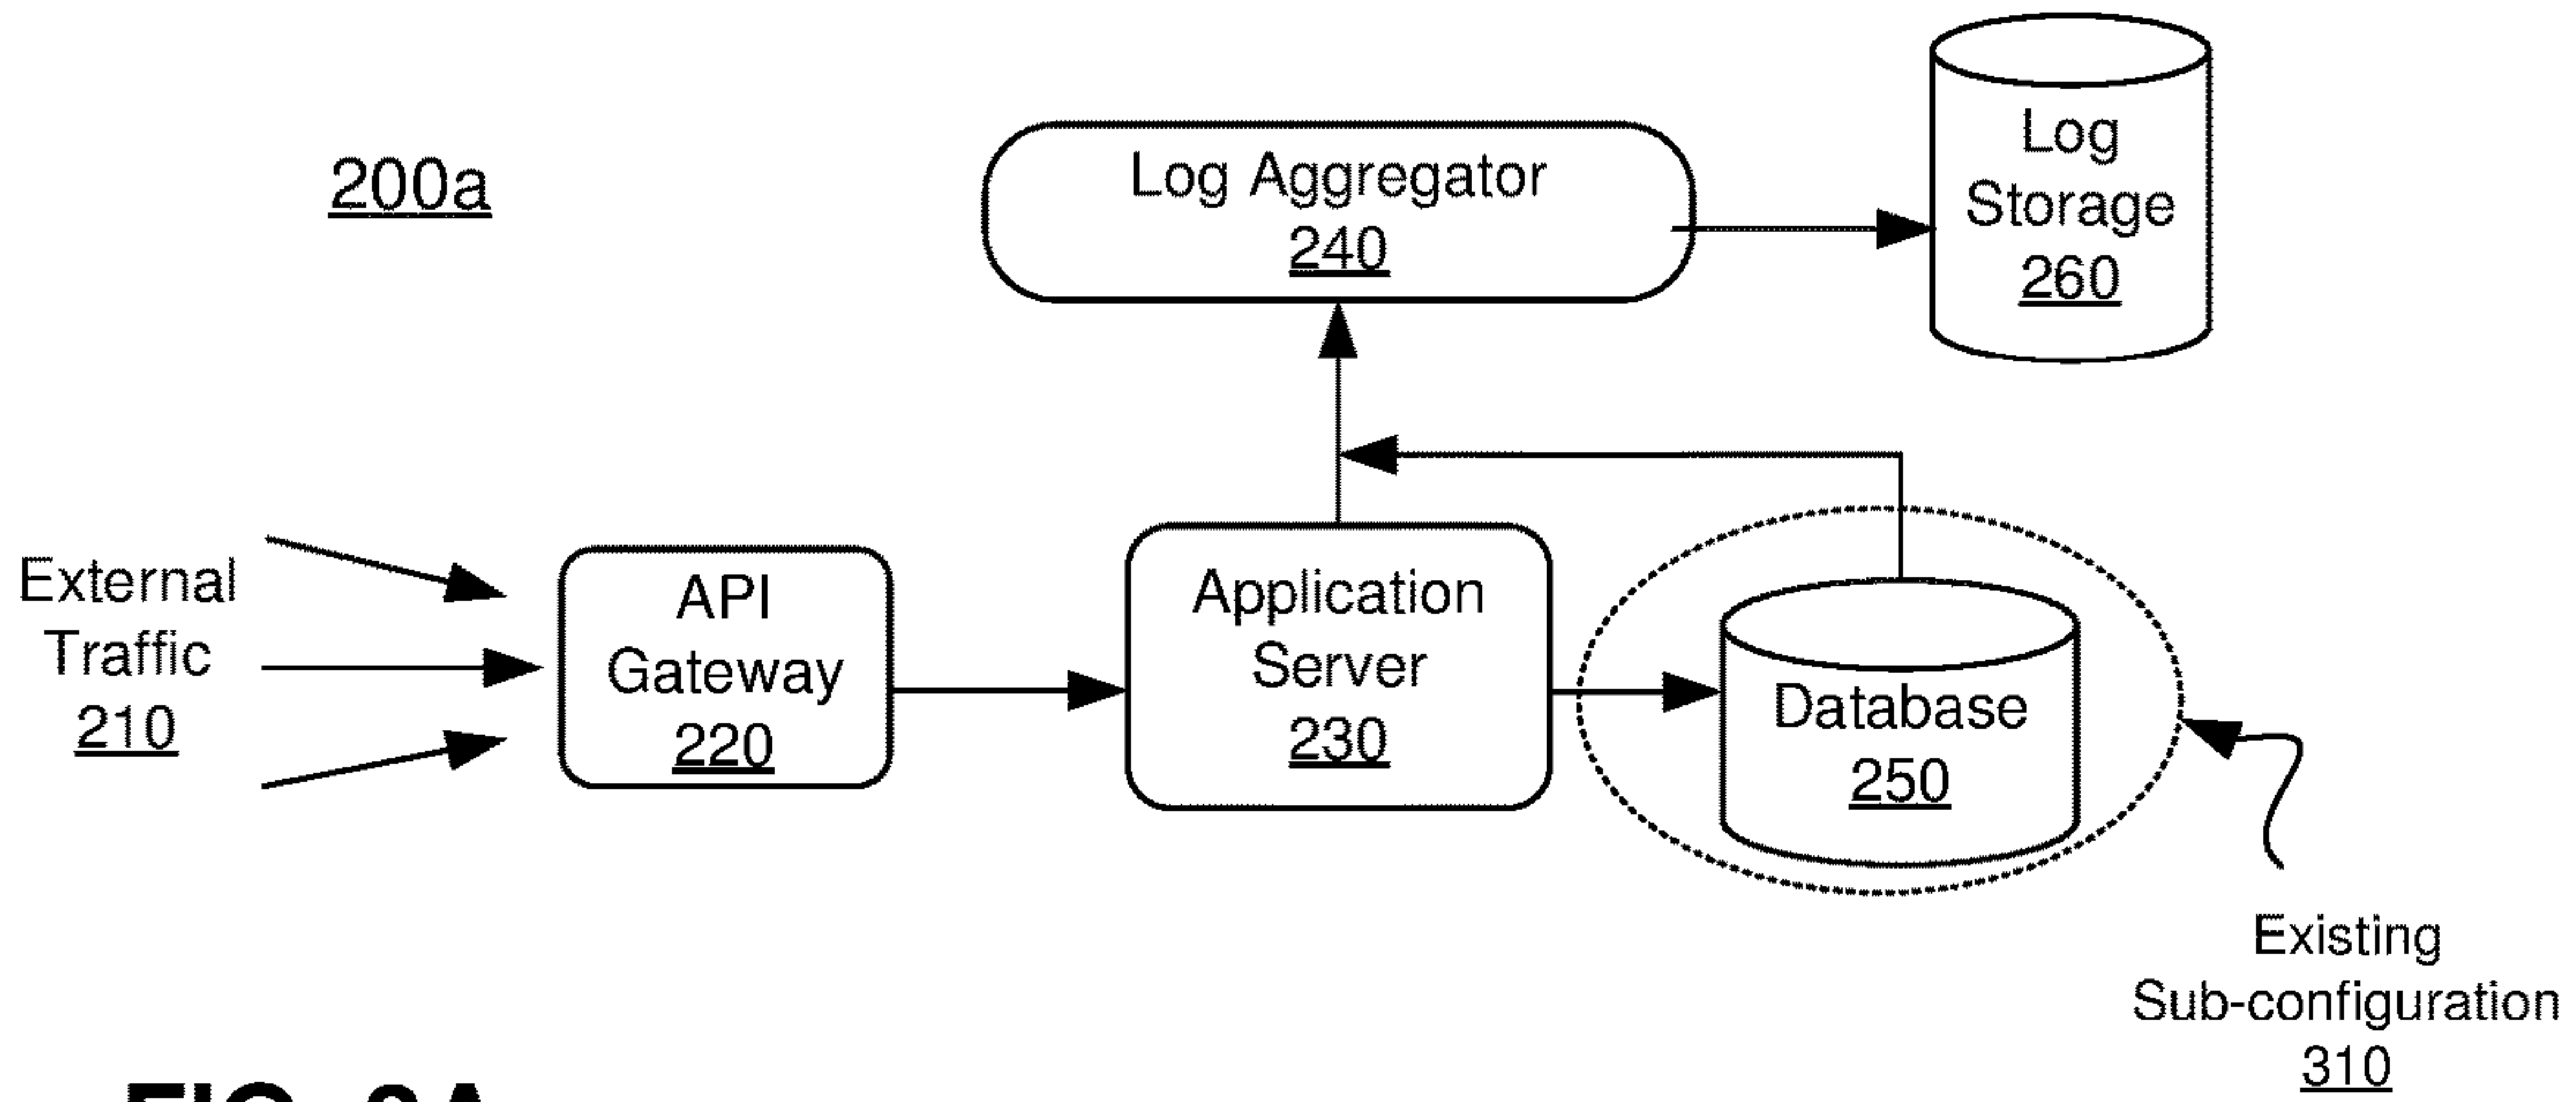 200a
Log Aggregator
240
Log
Storage
260
External
Traffic
210
API
Gateway
220
Application
Server
230
Database
250
Existing
Sub-configuration
310